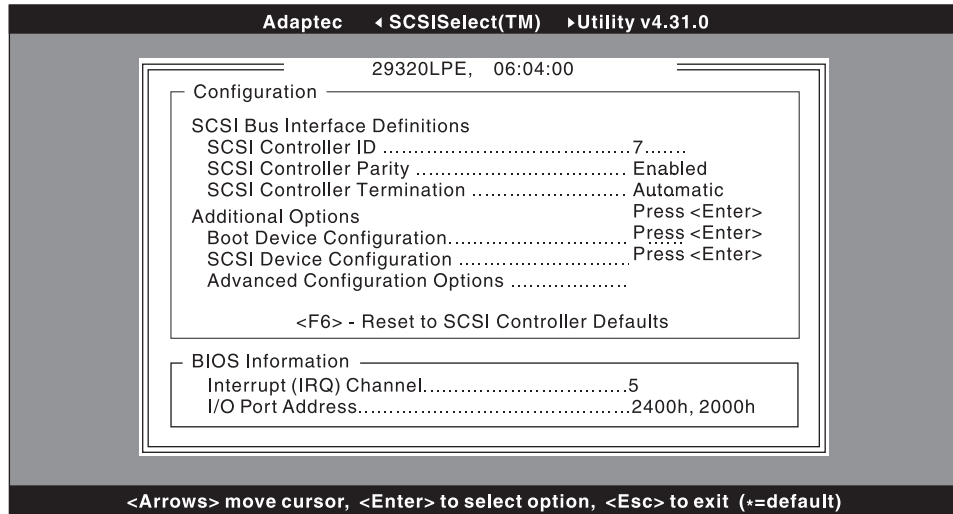 Adaptec ◂ SCSISelect(TM) ▸Utility v4.31.0
29320LPE, 06:04:00
Configuration
SCSI Bus Interface Definitions
SCSI Controller ID ......................................7.......
SCSI Controller Parity ........................... Enabled
SCSI Controller Termination ................... Automatic
Additional Options Press <Enter>
Boot Device Configuration............................ Press <Enter>
SCSI Device Configuration .......................... Press <Enter>
Advanced Configuration Options ..................
<F6> - Reset to SCSI Controller Defaults
BIOS Information
Interrupt (IRQ) Channel...............................5
I/O Port Address..........................................2400h, 2000h
<Arrows> move cursor, <Enter> to select option, <Esc> to exit (*=default)